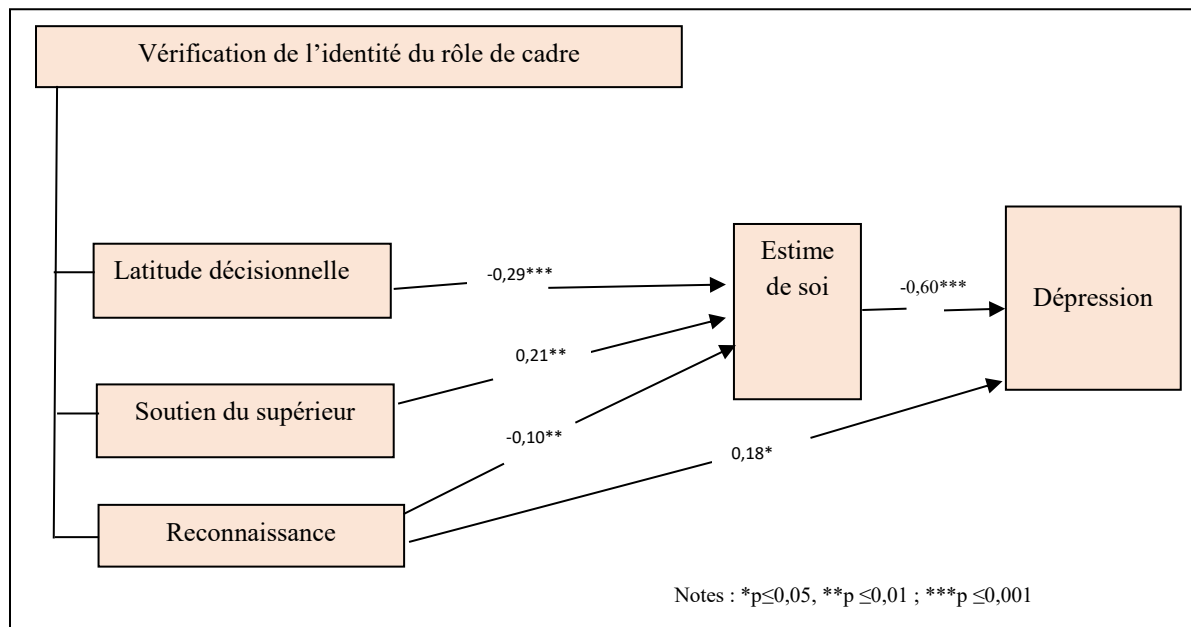 Vérification de l'identité du rôle de cadre
Latitude décisionnelle
-0,29***
Estime
de soi
-0,60***
Dépression
Soutien du supérieur
0,21**
-0,10**
0,18*
Reconnaissance
Notes : *p≤0,05, **p ≤0,01 ; ***p ≤0,001